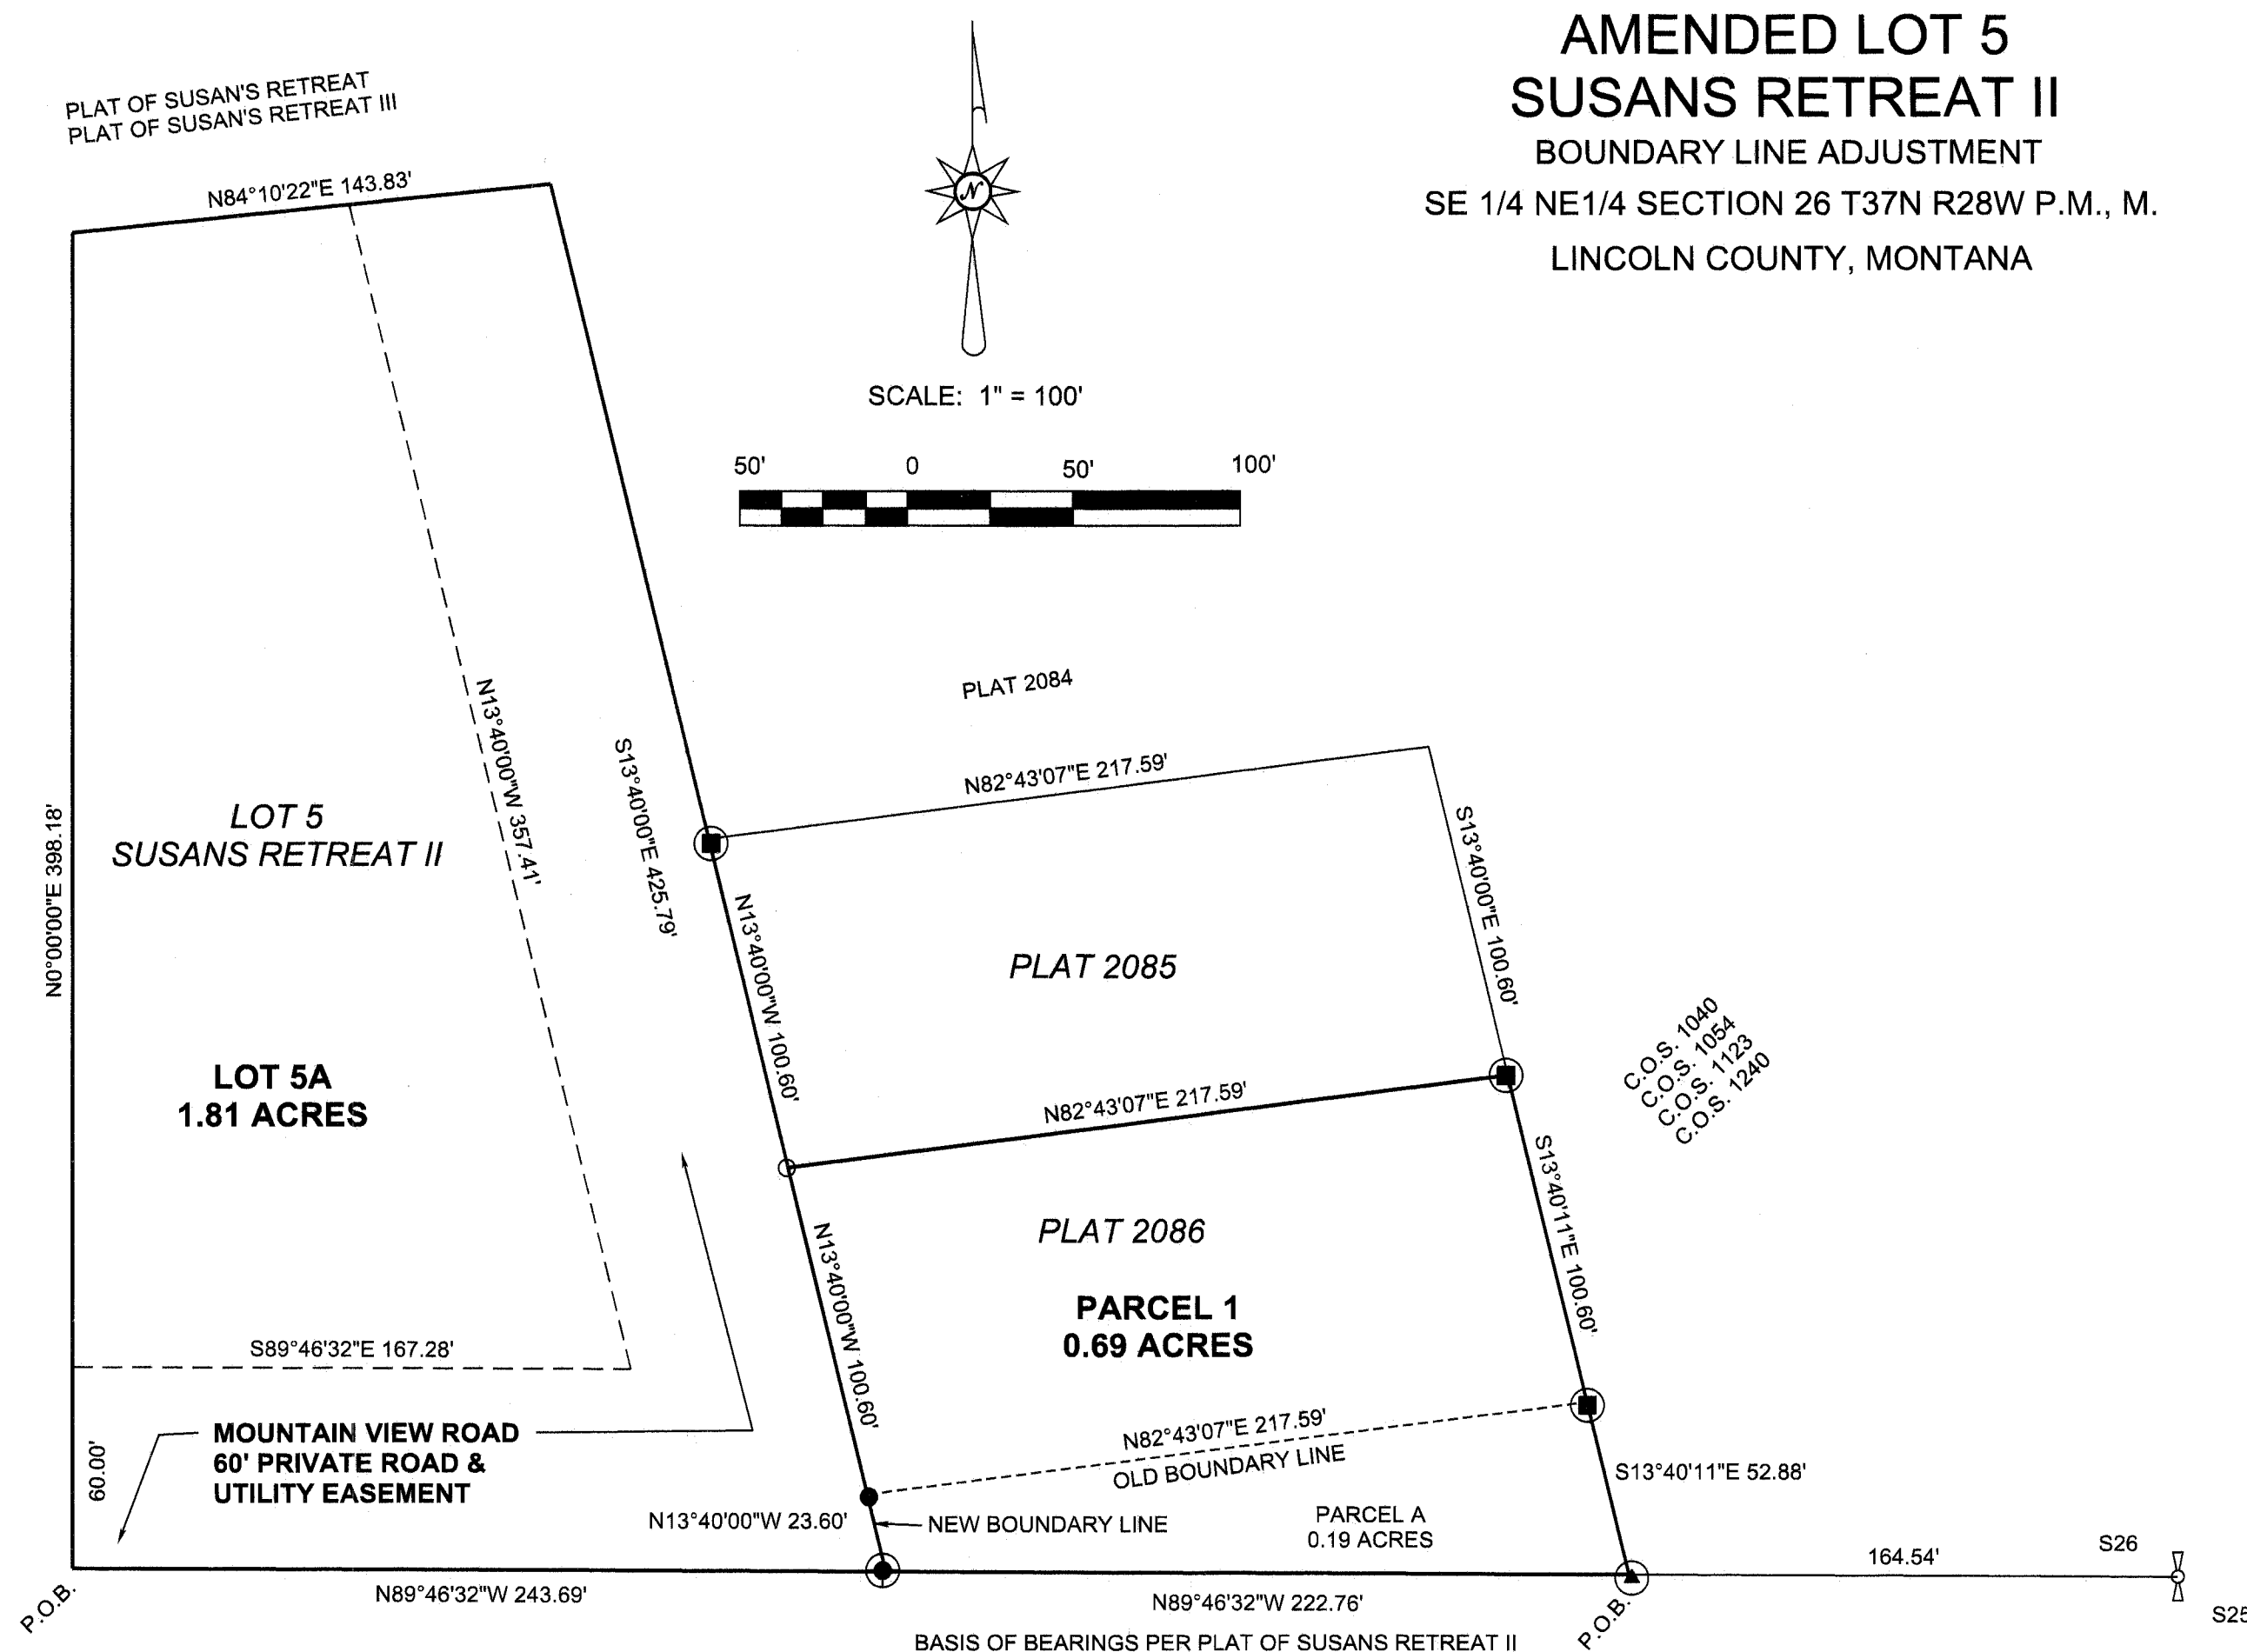 AMENDED LOT 5
SUSANS RETREAT II
BOUNDARY LINE ADJUSTMENT
SE 1/4 NE1/4 SECTION 26 T37N R28W P.M., M.
LINCOLN COUNTY, MONTANA
PLAT OF SUSAN'S RETREAT
PLAT OF SUSAN'S RETREAT III
N84°10'22"E 143.83'
N
SCALE: 1" = 100'
50' 0 50' 100'
PLAT 2084
N82°43'07"E 217.59'
N13°40'00"W 357.41'
S13°40'00"E 425.79'
N0°00'00"E 398.18'
LOT 5
SUSANS RETREAT II
S13°40'00"E 100.60'
N13°40'00"W 100.60'
PLAT 2085
C.O.S. 1040
C.O.S. 1054
C.O.S. 1123
C.O.S. 1240
LOT 5A
1.81 ACRES
N82°43'07"E 217.59'
S13°40'11"E 100.60'
N13°40'00"W 100.60'
PLAT 2086
PARCEL 1
0.69 ACRES
S89°46'32"E 167.28'
MOUNTAIN VIEW ROAD
60' PRIVATE ROAD &
UTILITY EASEMENT
60.00'
N82°43'07"E 217.59'
OLD BOUNDARY LINE
S13°40'11"E 52.88'
N13°40'00"W 23.60'
NEW BOUNDARY LINE
PARCEL A
0.19 ACRES
164.54'
S26
S25
P.O.B.
N89°46'32"W 243.69'
N89°46'32"W 222.76'
P.O.B.
BASIS OF BEARINGS PER PLAT OF SUSANS RETREAT II